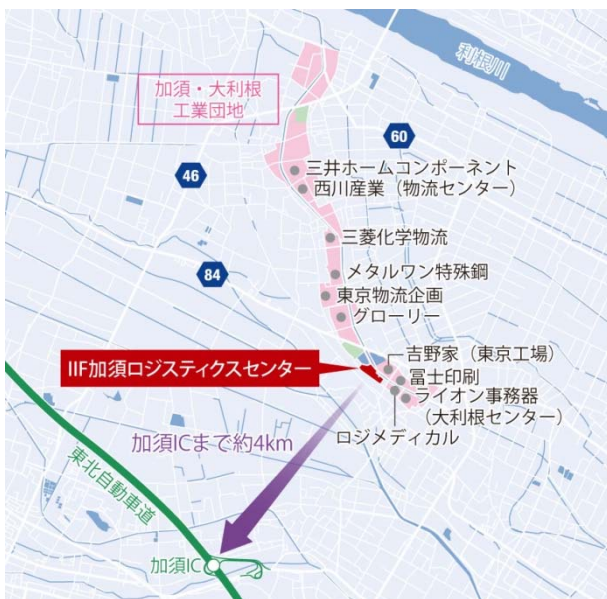 利根川
加須・大利根
工業団地
60
46
三井ホームコンポーネント
西川産業（物流センター）
三菱化学物流
84
メタルワン特殊鋼
東京物流企画
グローリー
吉野家（東京工場）
IIF加須ロジスティクスセンター
冨士印刷
ライオン事務器
（大利根センター）
ロジメディカル
加須ICまで約4km
東北自動車道
加須IC